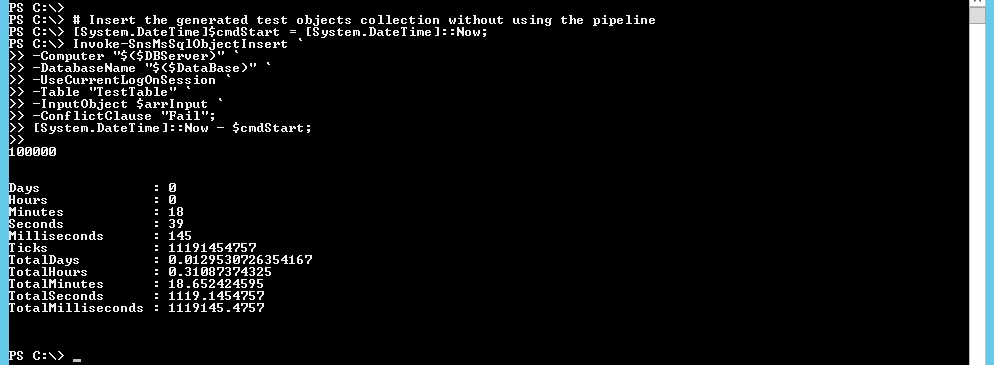 PS C:\>
PS C:\> # Insert the generated test objects collection without using the pipeline
PS C:\> [System.DateTime]$cmdStart = [System.DateTime]::Now;
PS C:\> Invoke-SnsMsSqlObjectInsert `
>> -Computer "$($DBServer)" `
>> -DatabaseName "$($DataBase)" `
>> -UseCurrentLogOnSession `
>> -Table "TestTable" `
>> -InputObject $arrInput `
>> -ConflictClause "Fail";
>> [System.DateTime]::Now - $cmdStart;
>>
100000
Days              : 0
Hours             : 0
Minutes           : 18
Seconds           : 39
Milliseconds      : 145
Ticks             : 11191454757
TotalDays         : 0.0129530726354167
TotalHours        : 0.31087374325
TotalMinutes      : 18.652424595
TotalSeconds      : 1119.1454757
TotalMilliseconds : 1119145.4757
PS C:\> _